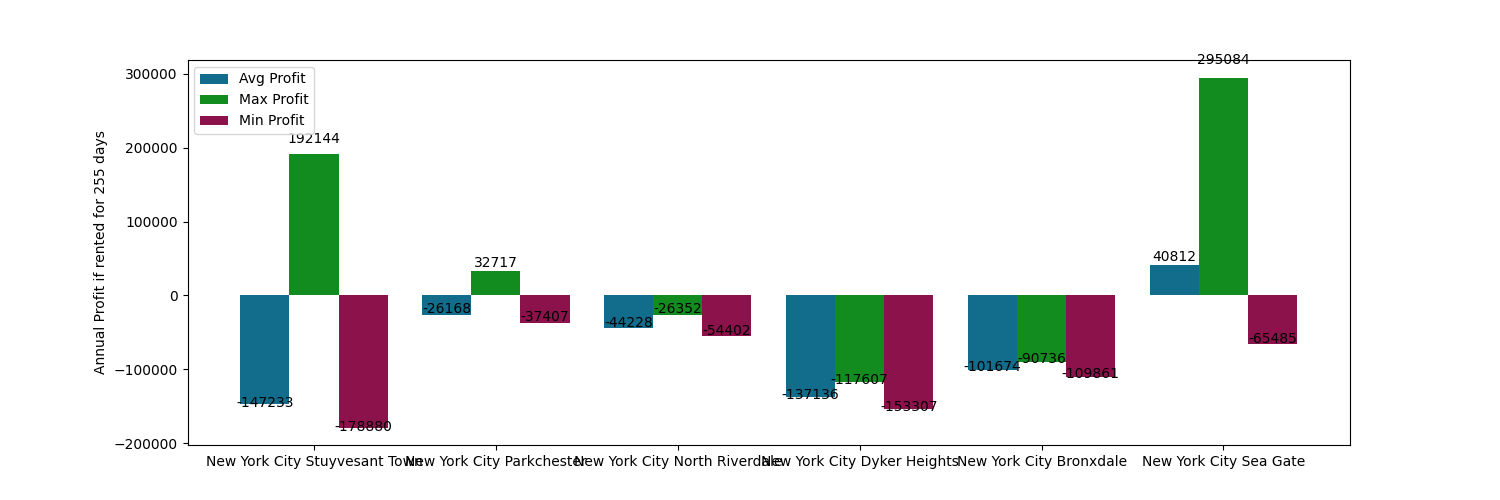 Annual Profit if rented for 255 days
300000
200000
100000
0
−100000
−200000
Avg Profit
Max Profit
Min Profit
192144
-147233
-178880
-26168
32717
-37407
-44228
-26352
-54402
-137136
-117607
-153307
-101674
-90736
-109861
40812
295084
-65485
New York City Stuyvesant Town
New York City Parkchester
New York City North Riverdale
New York City Dyker Heights
New York City Bronxdale
New York City Sea Gate